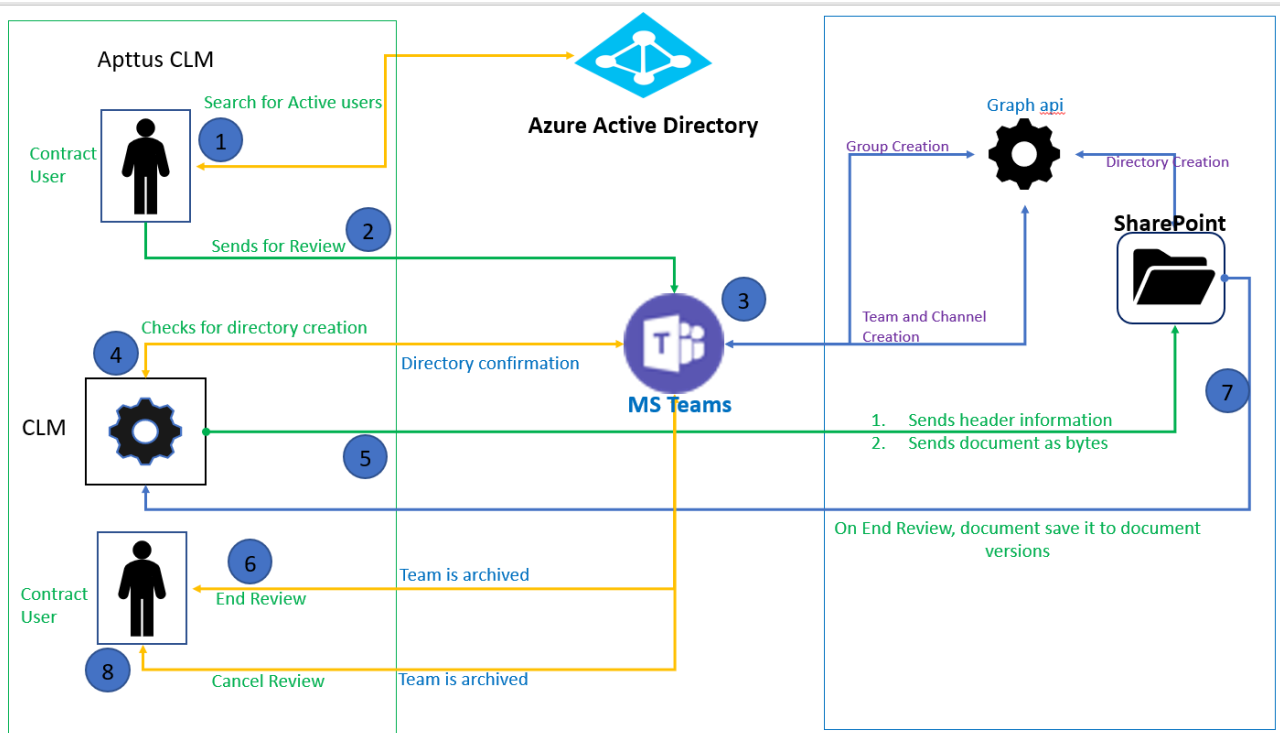 Apttus CLM
Search for Active users
1
Contract
User
Azure Active Directory
Graph api
Group Creation
Directory Creation
SharePoint
2
Sends for Review
3
Team and Channel
Creation
Checks for directory creation
4
Directory confirmation
T
MS Teams
CLM
5
1. Sends header information
2. Sends document as bytes
7
On End Review, document save it to document
versions
6
Team is archived
End Review
Contract
User
8
Cancel Review
Team is archived